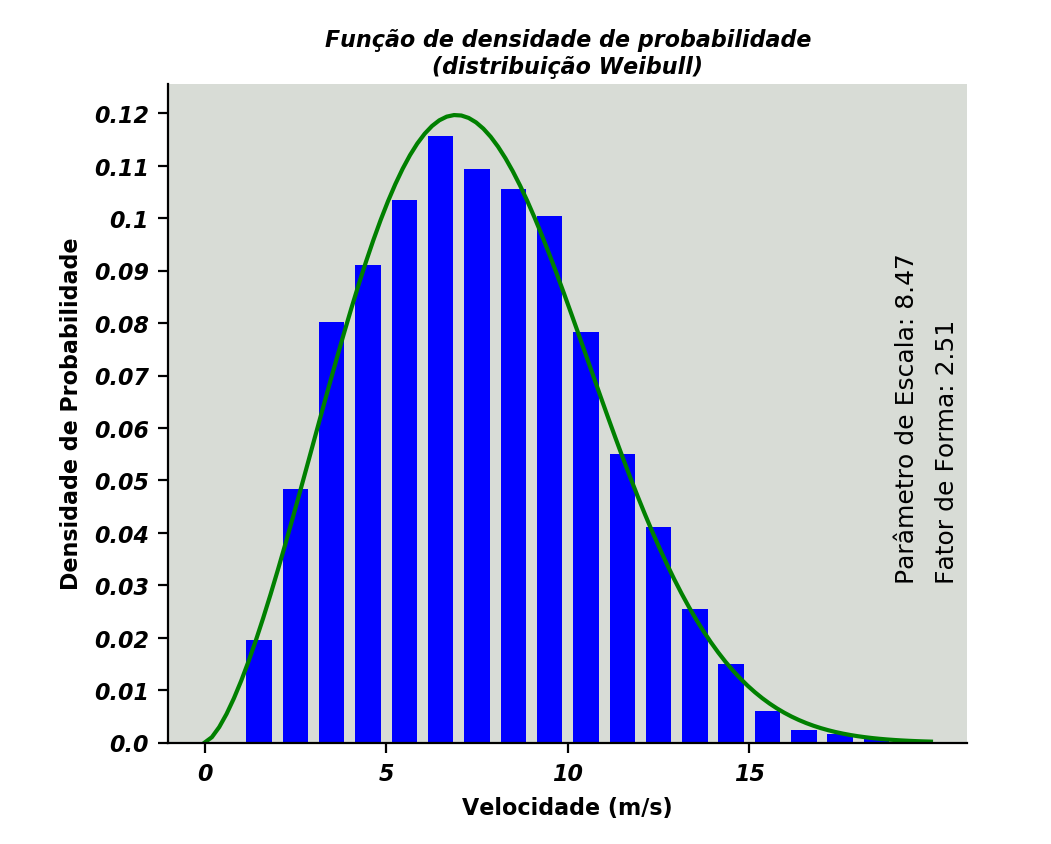 Função de densidade de probabilidade
(distribuição Weibull)
Densidade de Probabilidade
0.12
0.11
0.1
0.09
0.08
0.07
0.06
0.05
0.04
0.03
0.02
0.01
0.0
Parâmetro de Escala: 8.47
Fator de Forma: 2.51
0
5
10
15
Velocidade (m/s)